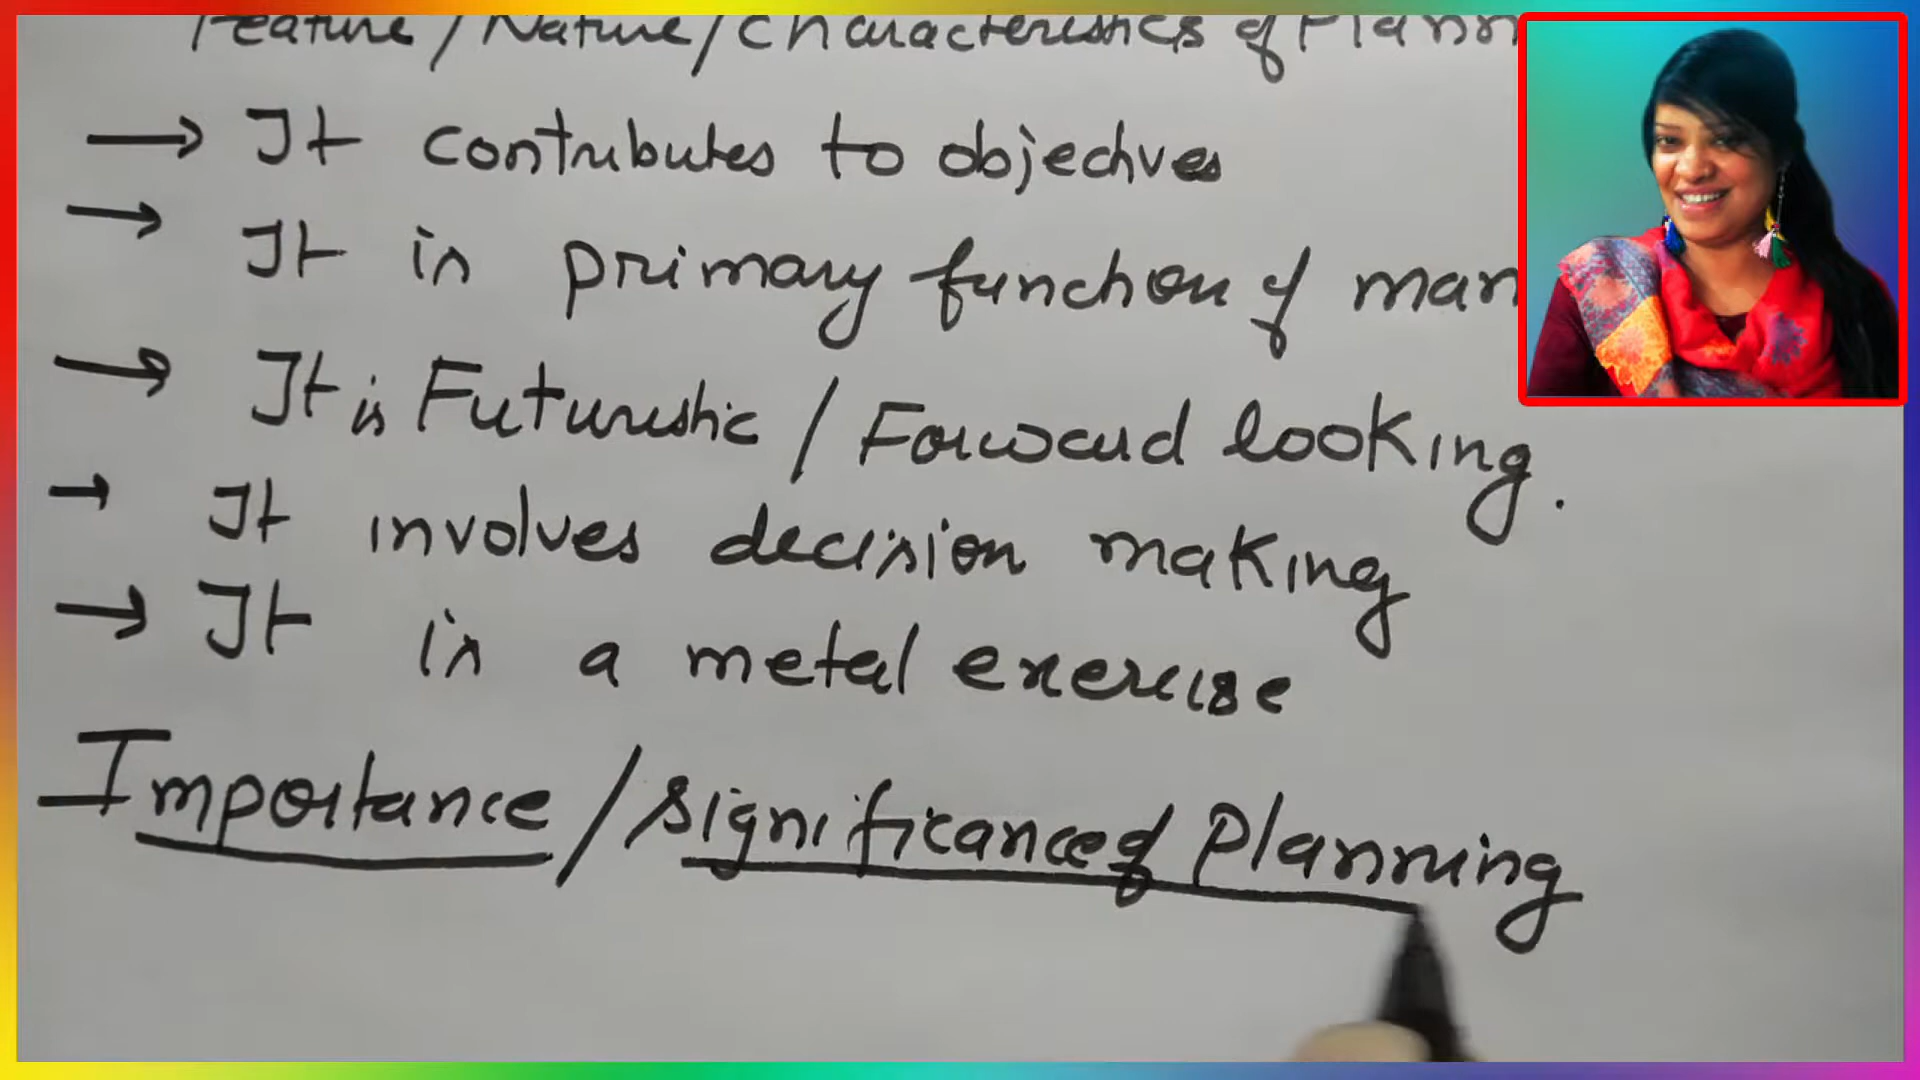 Feature/Nature/Characteristics of Plann
→ It contributes to objectives
→ It is primary function of man
→ It is Futuristic / Forward looking.
→ It involves decision making
→ It is a metal exercise
Importance/Significance of Planning